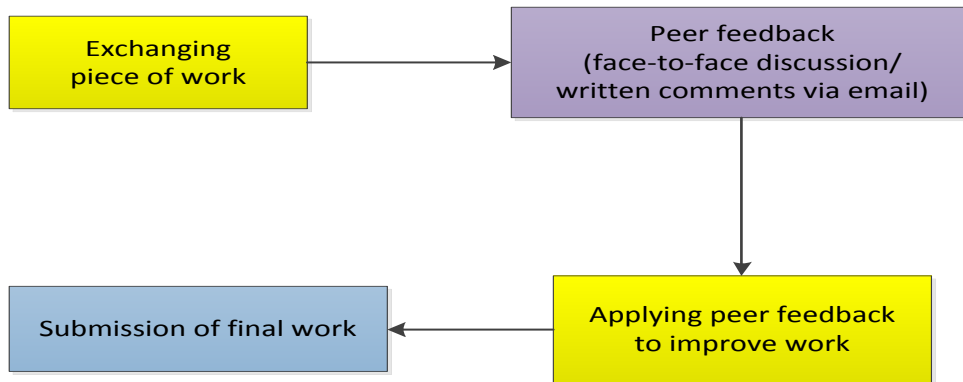 Exchanging
piece of work
Peer feedback
(face-to-face discussion/
written comments via email)
Applying peer feedback
to improve work
Submission of final work